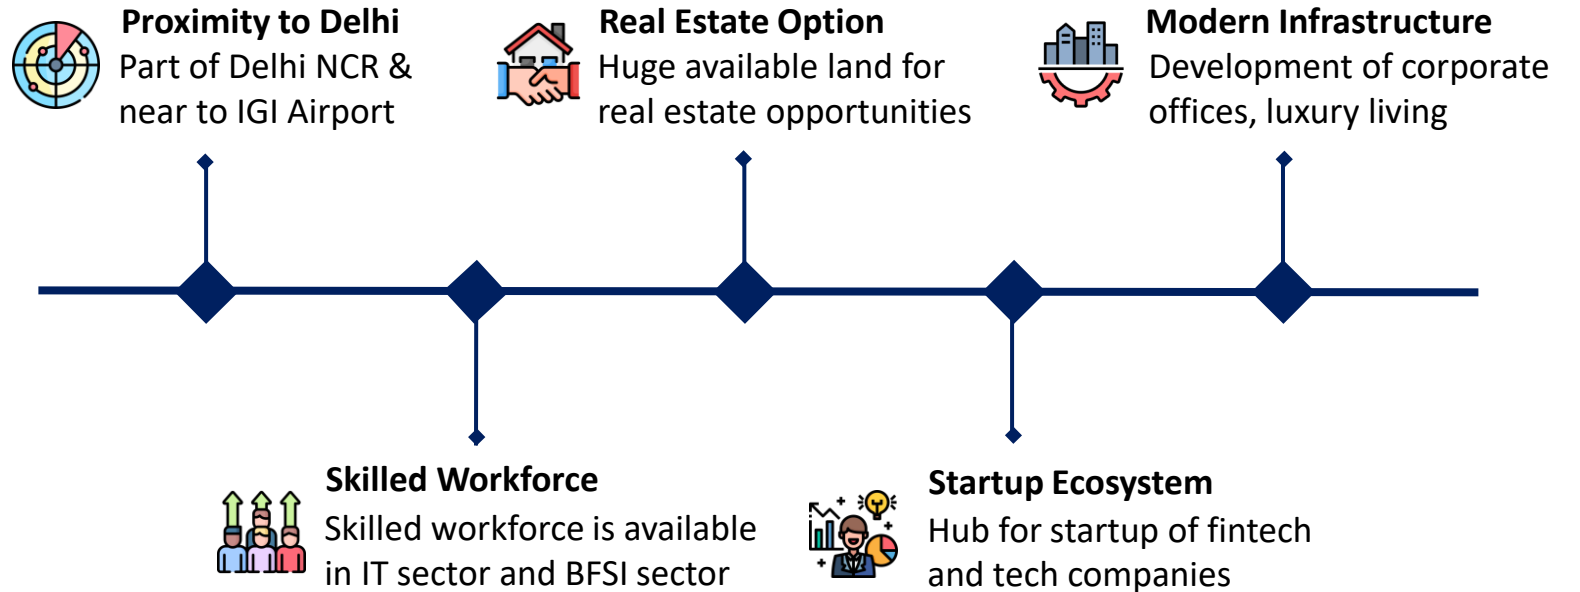 Proximity to Delhi
Part of Delhi NCR &
near to IGI Airport
Real Estate Option
Huge available land for
real estate opportunities
Modern Infrastructure
Development of corporate
offices, luxury living
Skilled Workforce
Skilled workforce is available
in IT sector and BFSI sector
Startup Ecosystem
Hub for startup of fintech
and tech companies